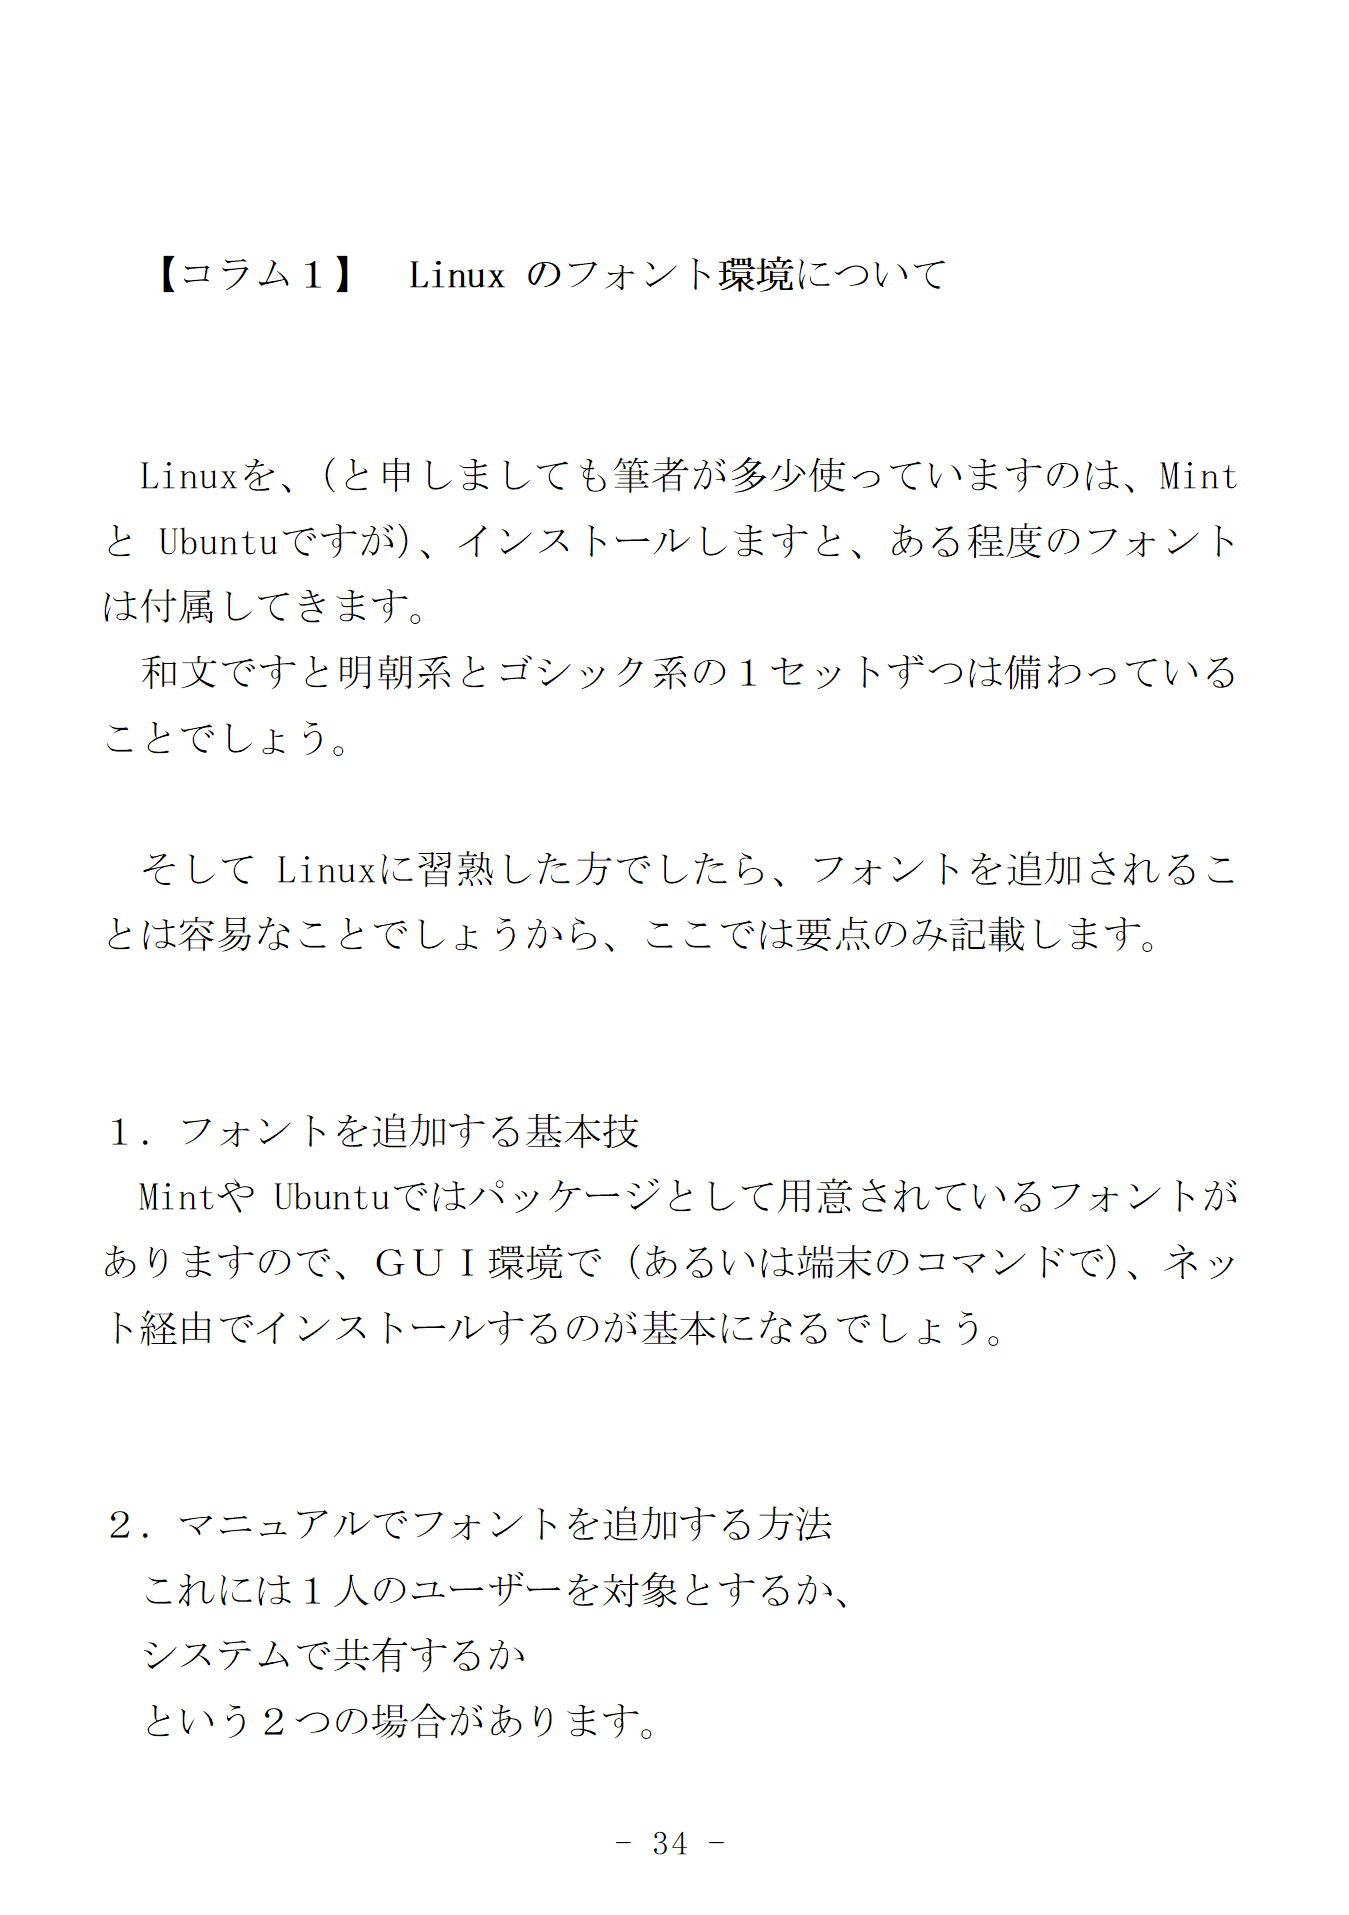 【コラム１】　Linux のフォント環境について
　Linuxを、（と申しましても筆者が多少使っていますのは、Mint
と Ubuntuですが）、インストールしますと、ある程度のフォント
は付属してきます。
　和文ですと明朝系とゴシック系の１セットずつは備わっている
ことでしょう。
　そして Linuxに習熟した方でしたら、フォントを追加されるこ
とは容易なことでしょうから、ここでは要点のみ記載します。
１．フォントを追加する基本技
　Mintや Ubuntuではパッケージとして用意されているフォントが
ありますので、ＧＵＩ環境で（あるいは端末のコマンドで）、ネッ
ト経由でインストールするのが基本になるでしょう。
２．マニュアルでフォントを追加する方法
　これには１人のユーザーを対象とするか、
　システムで共有するか
　という２つの場合があります。
- 34 -